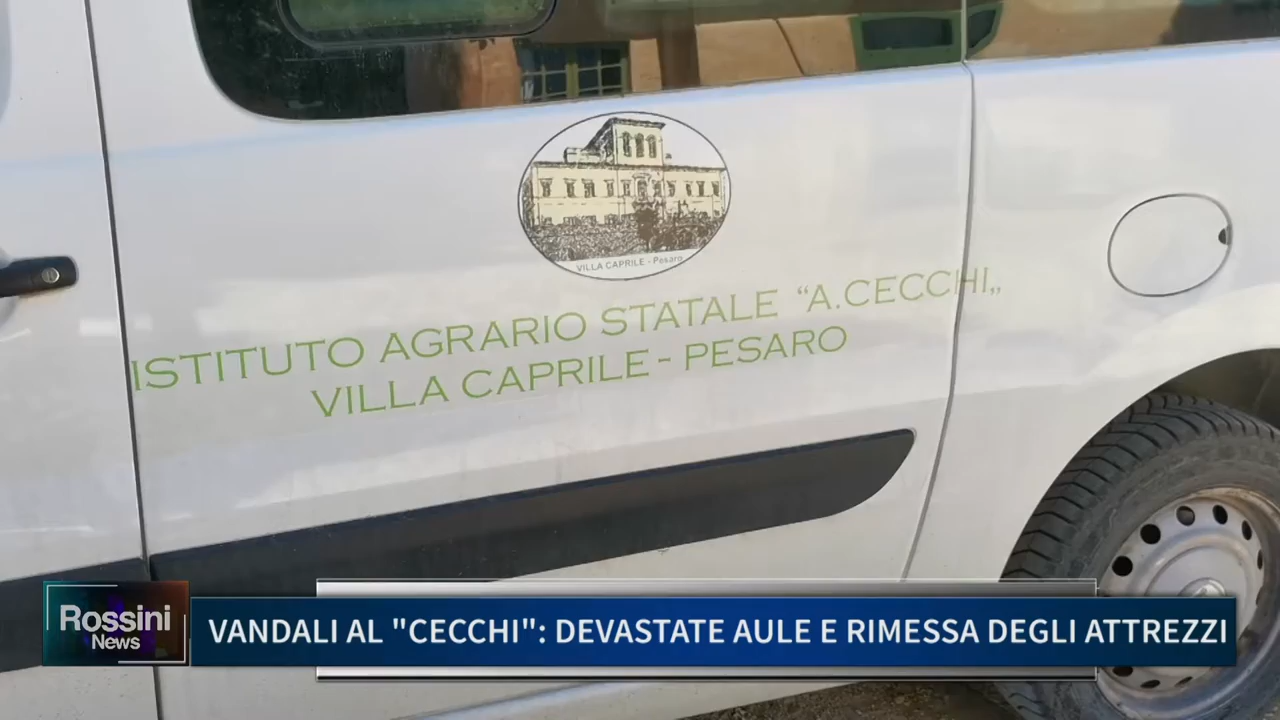 VILLA CAPRILE - Pesaro
ISTITUTO AGRARIO STATALE “A.CECCHI„
VILLA CAPRILE - PESARO
Rossini
News
VANDALI AL "CECCHI": DEVASTATE AULE E RIMESSA DEGLI ATTREZZI